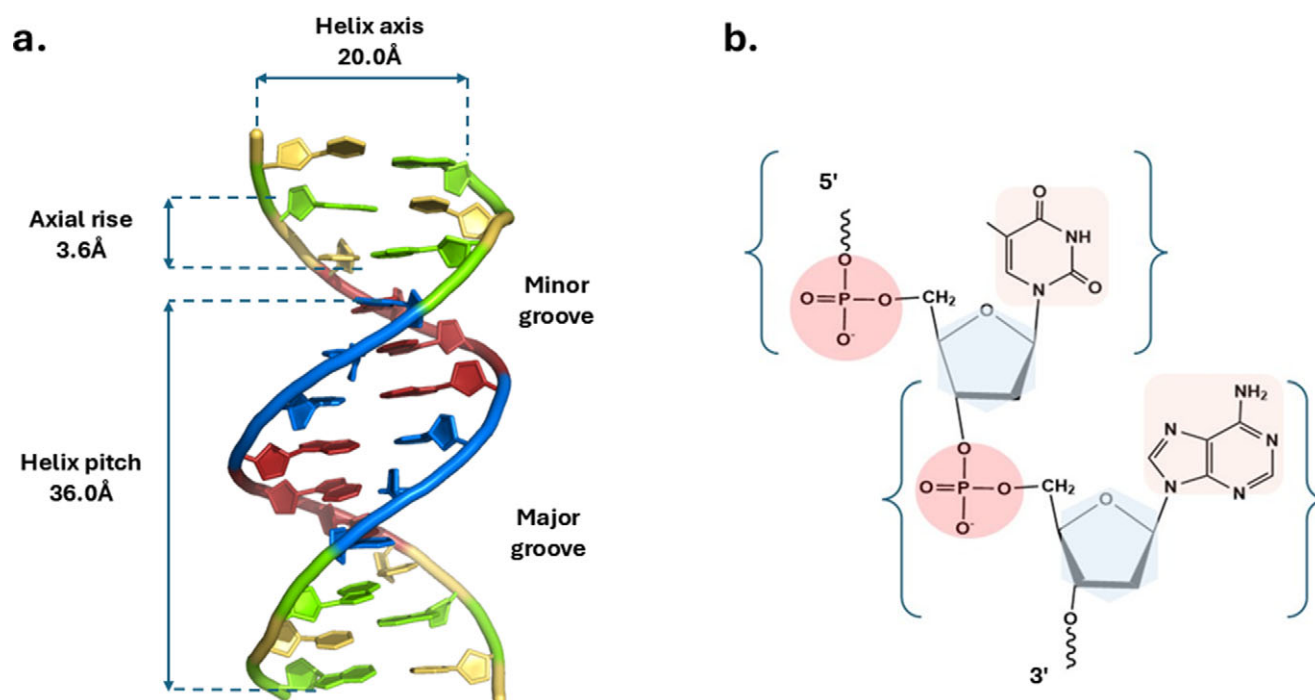 a.
Helix axis
20.0Å
Axial rise
3.6Å
Minor
groove
Helix pitch
36.0Å
Major
groove
b.
5'
O
NH
O
N
O
O=P—O
CH₂
O⁻
O
NH₂
N
N
N
N
O
O=P—O
CH₂
O⁻
O
O
3'